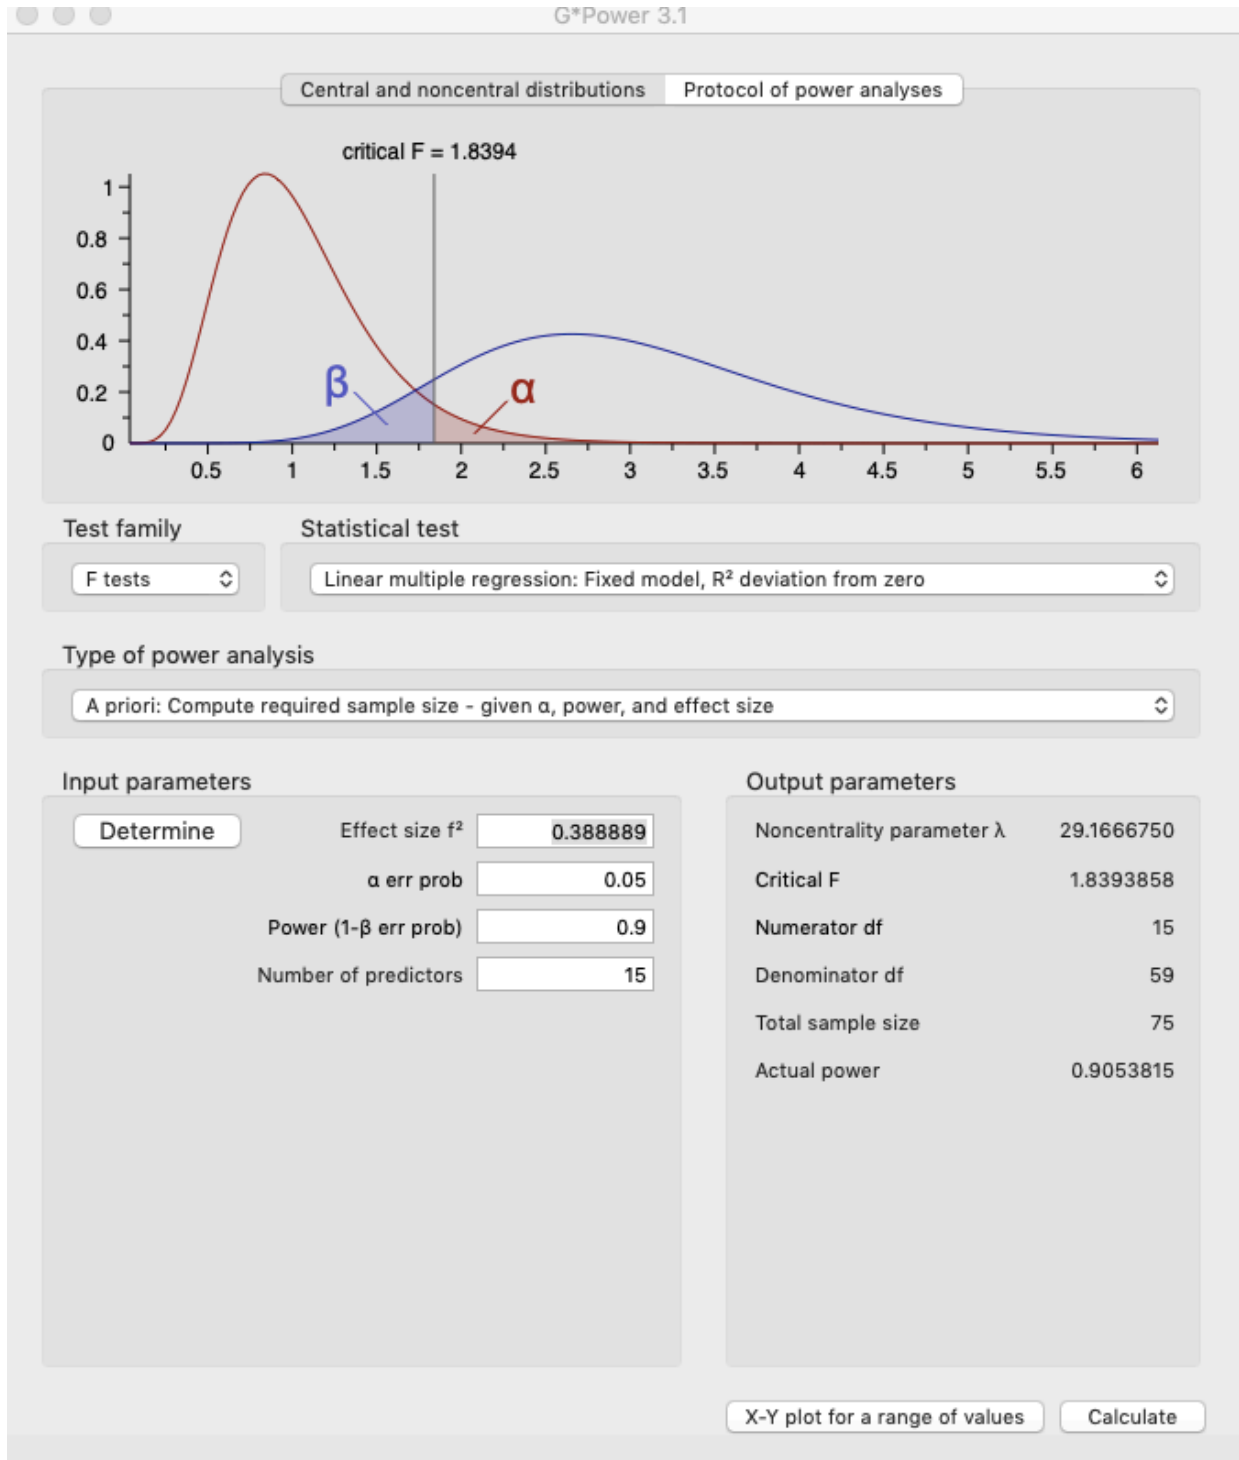 G*Power 3.1
Central and noncentral distributions Protocol of power analyses
critical F = 1.8394
1
0.8
0.6
0.4
0.2
0
β
α
0.5 1 1.5 2 2.5 3 3.5 4 4.5 5 5.5 6
Test family Statistical test
F tests Linear multiple regression: Fixed model, R² deviation from zero
Type of power analysis
A priori: Compute required sample size - given α, power, and effect size
Input parameters Output parameters
Determine Effect size f² 0.388889 Noncentrality parameter λ 29.1666750
α err prob 0.05 Critical F 1.8393858
Power (1-β err prob) 0.9 Numerator df 15
Number of predictors 15 Denominator df 59
Total sample size 75
Actual power 0.9053815
X-Y plot for a range of values Calculate